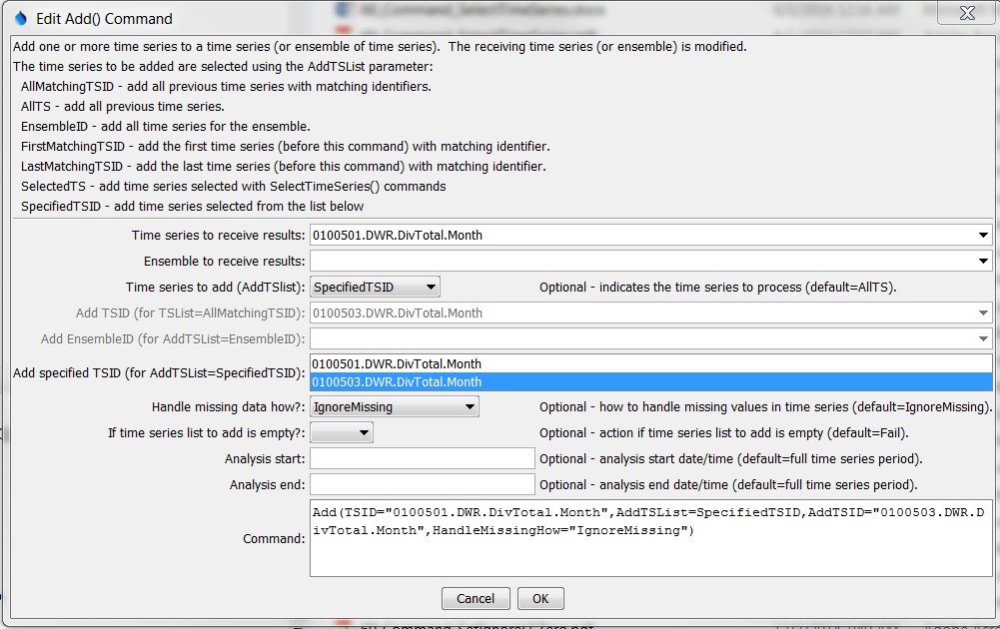 Edit Add() Command
Add one or more time series to a time series (or ensemble of time series).  The receiving time series (or ensemble) is modified.
The time series to be added are selected using the AddTSList parameter:
AllMatchingTSID - add all previous time series with matching identifiers.
AllTS - add all previous time series.
EnsembleID - add all time series for the ensemble.
FirstMatchingTSID - add the first time series (before this command) with matching identifier.
LastMatchingTSID - add the last time series (before this command) with matching identifier.
SelectedTS - add time series selected with SelectTimeSeries() commands
SpecifiedTSID - add time series selected from the list below
Time series to receive results: 0100501.DWR.DivTotal.Month
Ensemble to receive results:
Time series to add (AddTSlist): SpecifiedTSID Optional - indicates the time series to process (default=AllTS).
Add TSID (for TSList=AllMatchingTSID): 0100503.DWR.DivTotal.Month
Add EnsembleID (for AddTSList=EnsembleID):
0100501.DWR.DivTotal.Month
Add specified TSID (for AddTSList=SpecifiedTSID):
0100503.DWR.DivTotal.Month
Handle missing data how?: IgnoreMissing Optional - how to handle missing values in time series (default=IgnoreMissing).
If time series list to add is empty?: Optional - action if time series list to add is empty (default=Fail).
Analysis start: Optional - analysis start date/time (default=full time series period).
Analysis end: Optional - analysis end date/time (default=full time series period).
Add(TSID="0100501.DWR.DivTotal.Month",AddTSList=SpecifiedTSID,AddTSID="0100503.DWR.D
ivTotal.Month",HandleMissingHow="IgnoreMissing")
Command:
Cancel OK